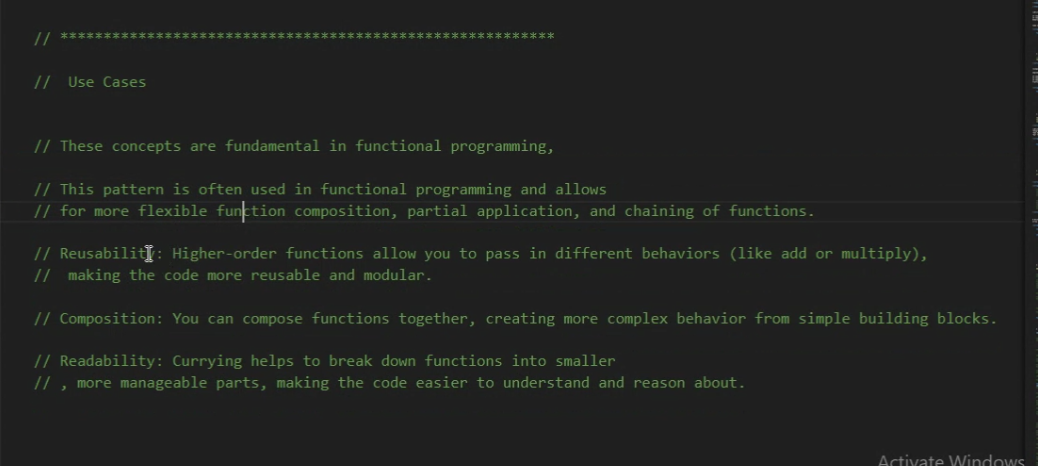 // *********************************************************
//  Use Cases
// These concepts are fundamental in functional programming,
// This pattern is often used in functional programming and allows
// for more flexible function composition, partial application, and chaining of functions.
// Reusability: Higher-order functions allow you to pass in different behaviors (like add or multiply),
//  making the code more reusable and modular.
// Composition: You can compose functions together, creating more complex behavior from simple building blocks.
// Readability: Currying helps to break down functions into smaller
// , more manageable parts, making the code easier to understand and reason about.
Activate Windows